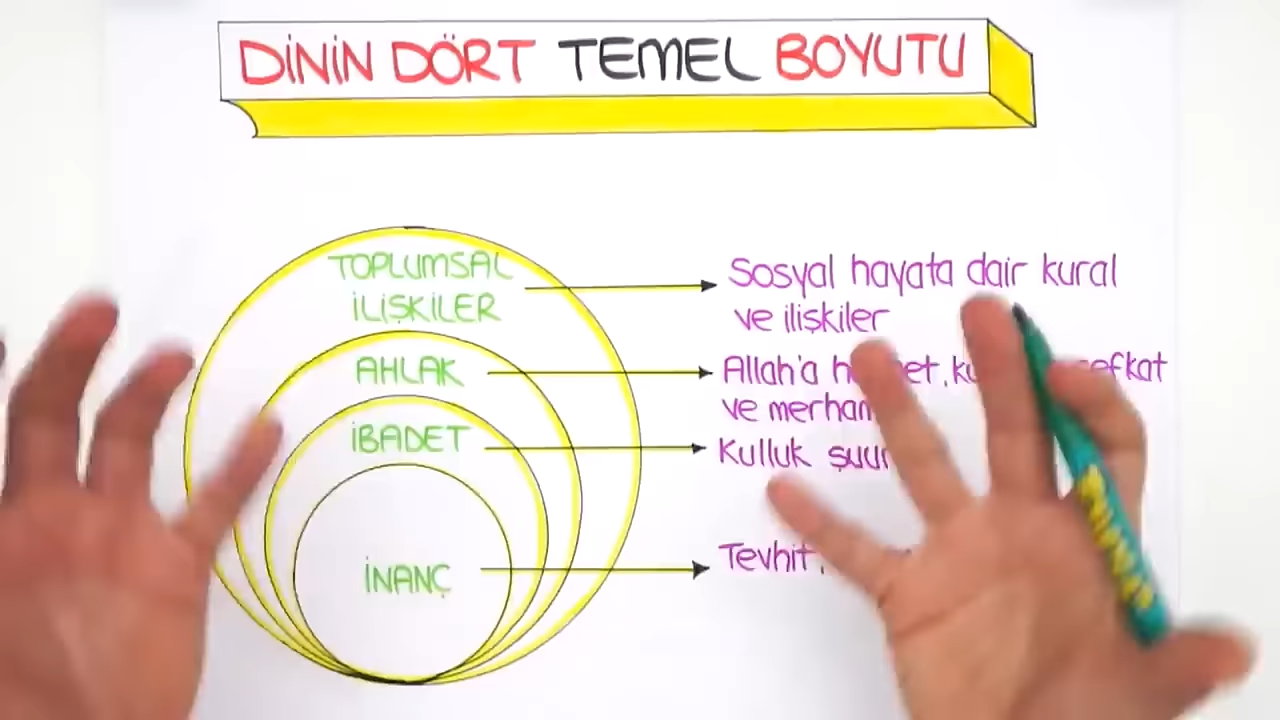 DİNİN DÖRT TEMEL BOYUTU
TOPLUMSAL
İLİŞKİLER
Sosyal hayata dair kural
ve ilişkiler
AHLAK
Allah'a
ve
İBADET
Kulluk
İNANÇ
Tevhit,